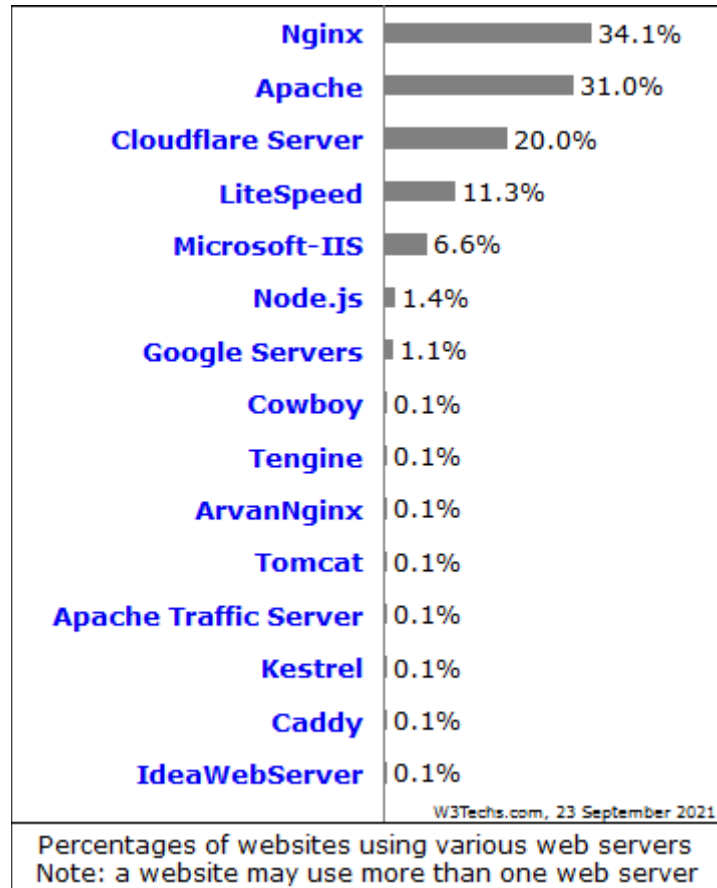 Nginx 34.1%
Apache 31.0%
Cloudflare Server 20.0%
LiteSpeed 11.3%
Microsoft-IIS 6.6%
Node.js 1.4%
Google Servers 1.1%
Cowboy 0.1%
Tengine 0.1%
ArvanNginx 0.1%
Tomcat 0.1%
Apache Traffic Server 0.1%
Kestrel 0.1%
Caddy 0.1%
IdeaWebServer 0.1%
W3Techs.com, 23 September 2021
Percentages of websites using various web servers
Note: a website may use more than one web server